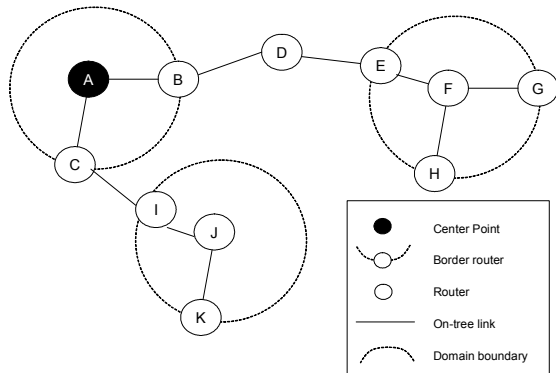 D
A
B
E
F
G
C
H
I
J
K
Center Point
Border router
Router
On-tree link
Domain boundary